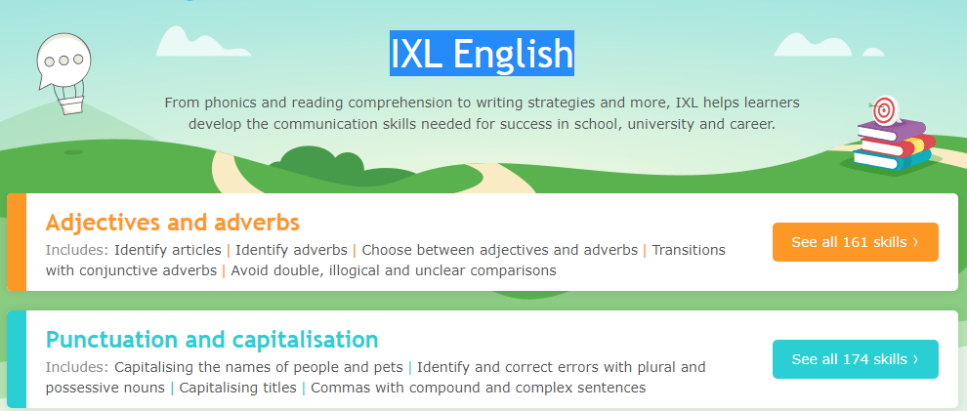 IXL English
From phonics and reading comprehension to writing strategies and more, IXL helps learners
develop the communication skills needed for success in school, university and career.
Adjectives and adverbs
Includes: Identify articles | Identify adverbs | Choose between adjectives and adverbs | Transitions
with conjunctive adverbs | Avoid double, illogical and unclear comparisons
See all 161 skills ›
Punctuation and capitalisation
Includes: Capitalising the names of people and pets | Identify and correct errors with plural and
possessive nouns | Capitalising titles | Commas with compound and complex sentences
See all 174 skills ›